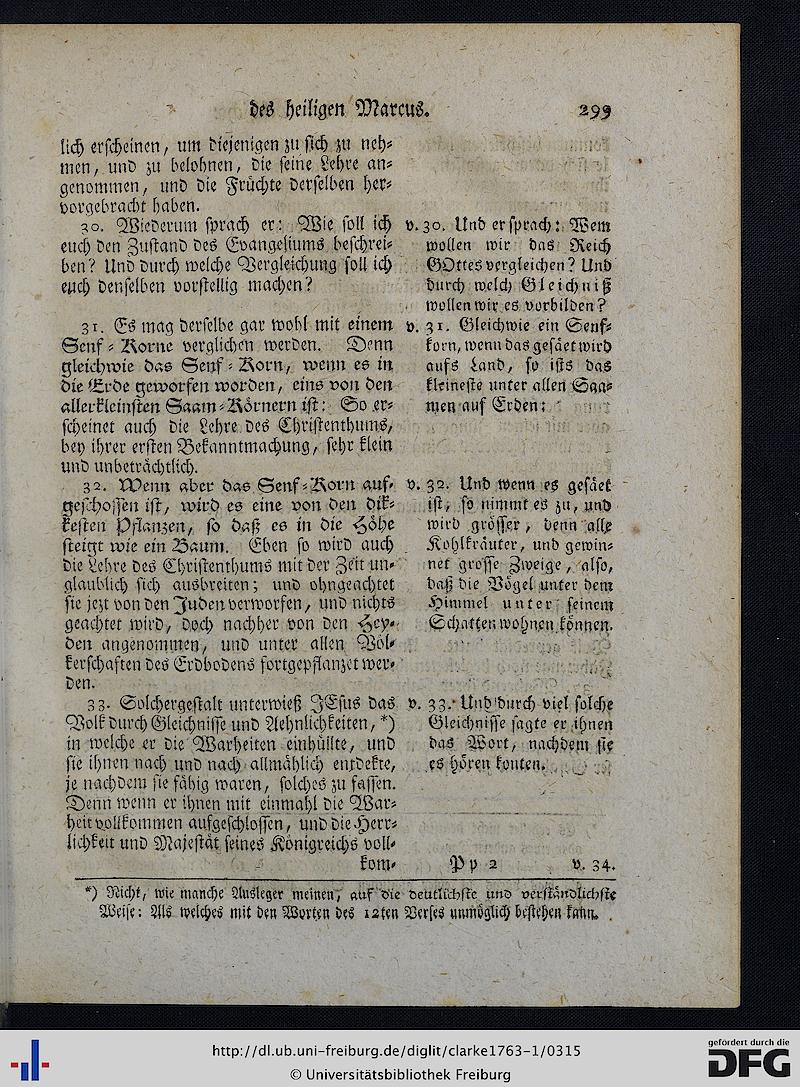 des heiligen Marcus. 299
lich erscheinen, um diejenigen zu sich zu neh=
men, und zu belohnen, die seine Lehre an=
genommen, und die Früchte derselben her=
vorgebracht haben.
30. Wiederum sprach er: Wie soll ich
euch den Zustand des Evangeliums beschrei=
ben? Und durch welche Vergleichung soll ich
euch denselben vorstellig machen?
31. Es mag derselbe gar wohl mit einem
Senf=Korne verglichen werden. Denn
gleichwie das Senf=Korn, wenn es in
die Erde geworfen worden, eins von den
allerkleinsten Saam=Körnern ist: So er=
scheinet auch die Lehre des Christenthums,
bey ihrer ersten Bekanntmachung, sehr klein
und unbeträchtlich.
32. Wenn aber das Senf=Korn auf=
geschossen ist, wird es eine von den dik=
kesten Pflanzen, so daß es in die Höhe
steigt wie ein Baum. Eben so wird auch
die Lehre des Christenthums mit der Zeit un=
glaublich sich ausbreiten; und ohngeachtet
sie jezt von den Juden verworfen, und nichts
geachtet wird, doch nachher von den Hey=
den angenommen, und unter allen Völ=
kerschaften des Erdbodens fortgepflanzet wer=
den.
33. Solchergestalt unterwieß JEsus das
Volk durch Gleichnisse und Aehnlichkeiten, *)
in welche er die Warheiten einhüllte, und
sie ihnen nach und nach allmählich entdekte,
je nachdem sie fähig waren, solches zu fassen.
Denn wenn er ihnen mit einmahl die War=
heit vollkommen aufgeschlossen, und die Herr=
lichkeit und Majestät seines Königreichs voll=
kom=
v. 30. Und er sprach: Wem
wollen wir das Reich
GOttes vergleichen? Und
durch welch Gleichniß
wollen wir es vorbilden?
v. 31. Gleichwie ein Senf=
korn, wenn das gesäet wird
aufs Land, so ists das
kleineste unter allen Saa=
men auf Erden:
v. 32. Und wenn es gesäet
ist, so nimmt es zu, und
wird grösser, denn alle
Kohlkräuter, und gewin=
net grosse Zweige, also,
daß die Vögel unter dem
Himmel unter seinem
Schatten wohnen können.
v. 33. Und durch viel solche
Gleichnisse sagte er ihnen
das Wort, nachdem sie
es hören konten.
Pp 2 v. 34.
*) Nicht, wie manche Ausleger meinen, auf die deutlichste und verständlichste
Weise: Als welches mit den Worten des 12ten Verses unmöglich bestehen kann.
http://dl.ub.uni-freiburg.de/diglit/clarke1763-1/0315
© Universitätsbibliothek Freiburg
gefördert durch die
DFG